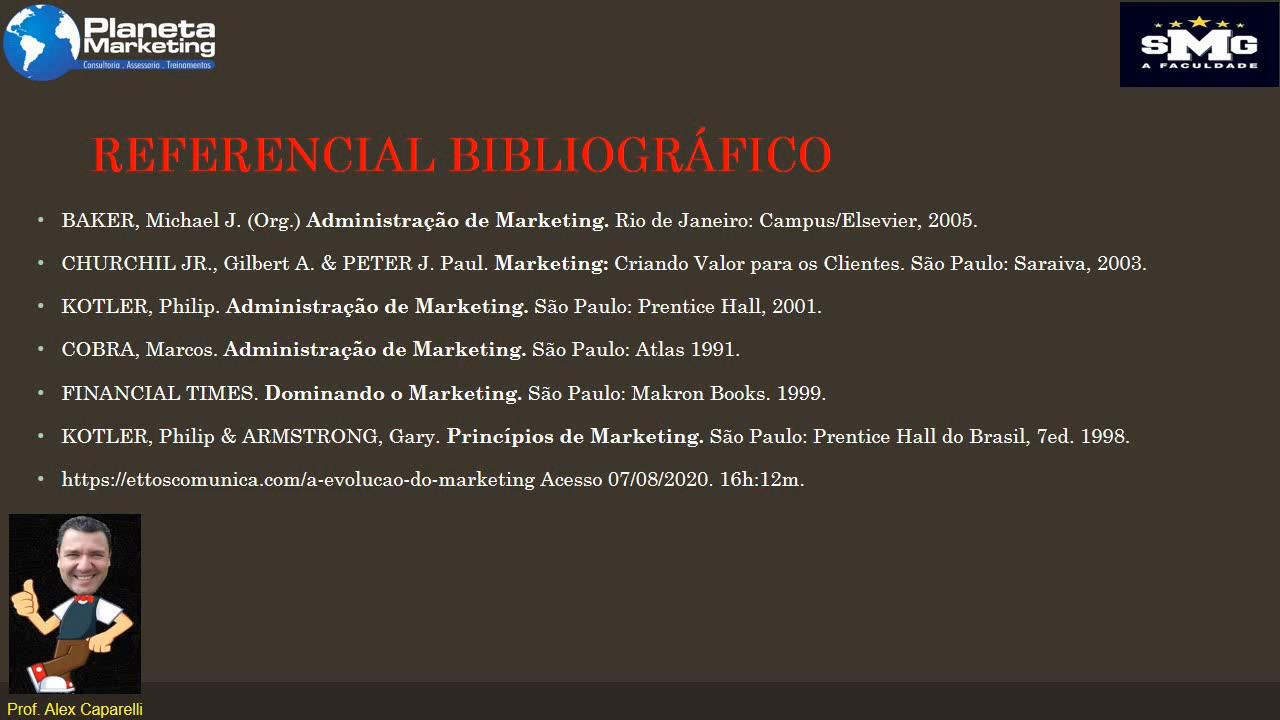 Planeta
Marketing
Consultoria . Assessoria . Treinamentos
SMG
A FACULDADE
REFERENCIAL BIBLIOGRÁFICO
• BAKER, Michael J. (Org.) Administração de Marketing. Rio de Janeiro: Campus/Elsevier, 2005.
• CHURCHIL JR., Gilbert A. & PETER J. Paul. Marketing: Criando Valor para os Clientes. São Paulo: Saraiva, 2003.
• KOTLER, Philip. Administração de Marketing. São Paulo: Prentice Hall, 2001.
• COBRA, Marcos. Administração de Marketing. São Paulo: Atlas 1991.
• FINANCIAL TIMES. Dominando o Marketing. São Paulo: Makron Books. 1999.
• KOTLER, Philip & ARMSTRONG, Gary. Princípios de Marketing. São Paulo: Prentice Hall do Brasil, 7ed. 1998.
• https://ettoscomunica.com/a-evolucao-do-marketing Acesso 07/08/2020. 16h:12m.
Prof. Alex Caparelli